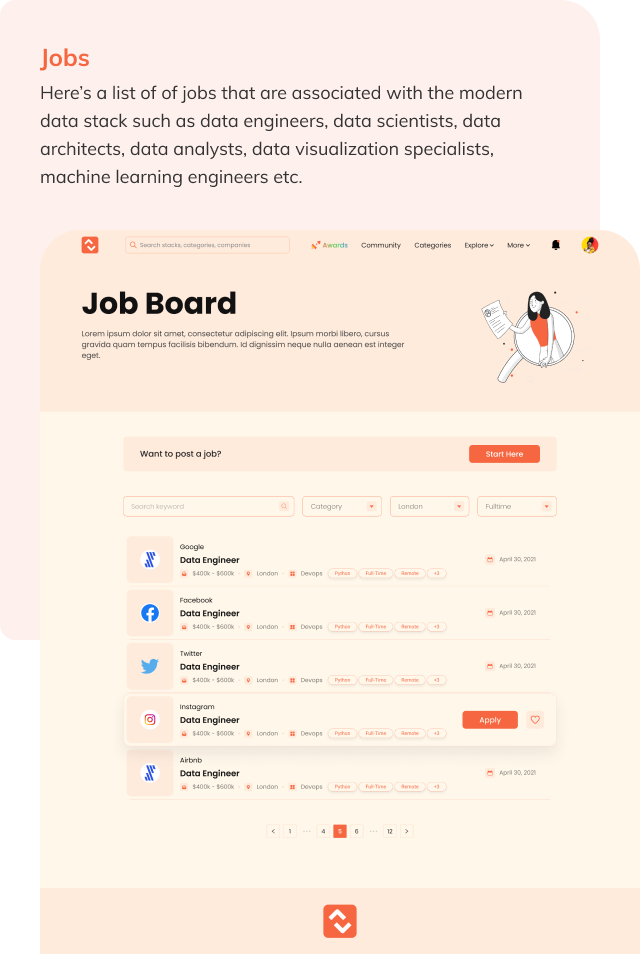 Jobs
Here's a list of of jobs that are associated with the modern
data stack such as data engineers, data scientists, data
architects, data analysts, data visualization specialists,
machine learning engineers etc.
Search stacks, categories, companies
Awards
Community
Categories
Explore
More
Job Board
Lorem ipsum dolor sit amet, consectetur adipiscing elit. Ipsum morbi libero, cursus
gravida quam tempus facilisis bibendum. Id dignissim neque nulla aenean est integer
eget.
Want to post a job?
Start Here
Search keyword
Category
London
Fulltime
Google
Data Engineer
April 30, 2021
$400k - $600k · London · Devops Python Full-Time Remote +3
Facebook
Data Engineer
April 30, 2021
$400k - $600k · London · Devops Python Full-Time Remote +3
Twitter
Data Engineer
April 30, 2021
$400k - $600k · London · Devops Python Full-Time Remote +3
Instagram
Data Engineer
Apply
$400k - $600k · London · Devops Python Full-Time Remote +3
Airbnb
Data Engineer
April 30, 2021
$400k - $600k · London · Devops Python Full-Time Remote +3
< 1 ··· 4 5 6 ··· 12 >